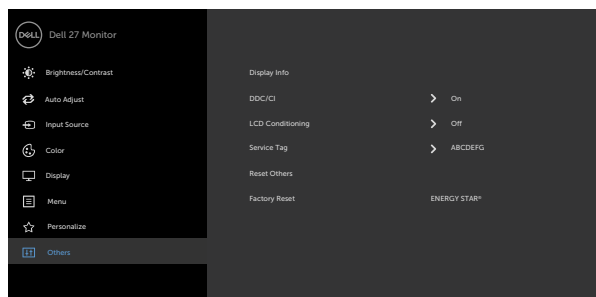 DELL Dell 27 Monitor
Brightness/Contrast
Auto Adjust
Input Source
Color
Display
Menu
Personalize
Others
Display Info
DDC/CI On
LCD Conditioning Off
Service Tag ABCDEFG
Reset Others
Factory Reset ENERGY STAR®